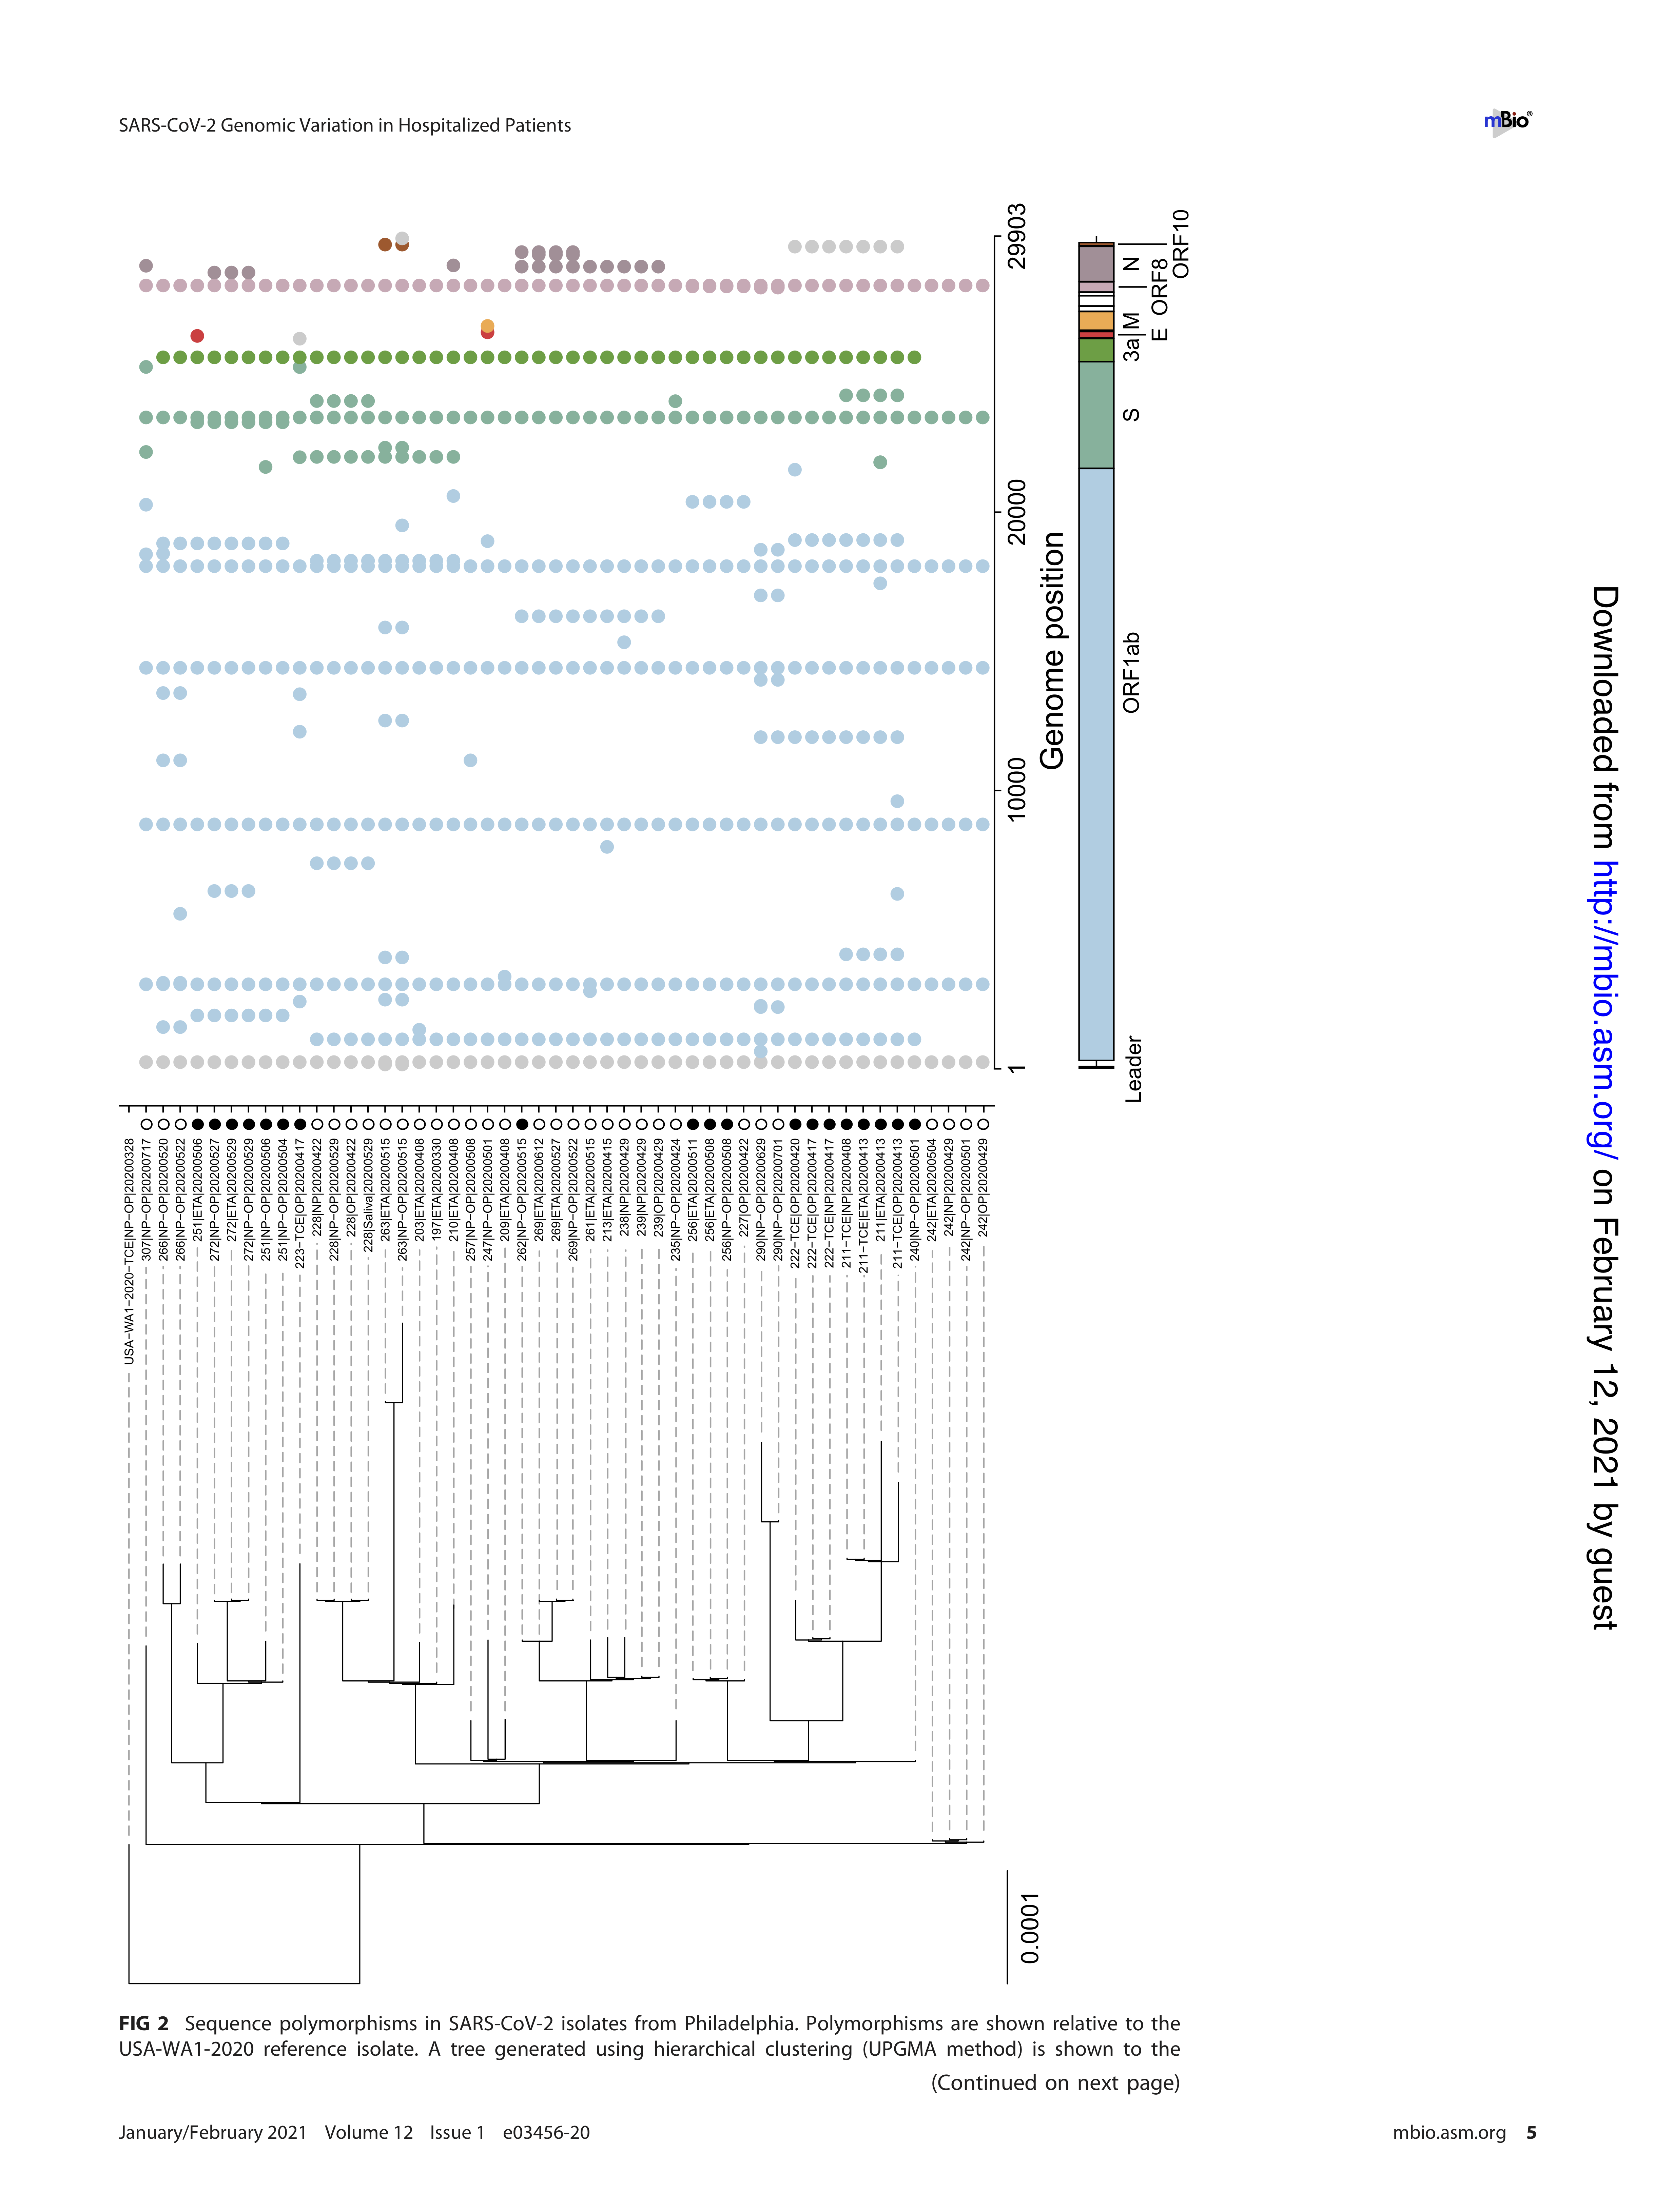 SARS-CoV-2 Genomic Variation in Hospitalized Patients
mBio®
USA−WA1−2020−TCE|NP−OP|20200328
307|NP−OP|20200717
266|NP−OP|20200520
266|NP−OP|20200522
251|ETA|20200506
272|NP−OP|20200527
272|ETA|20200529
272|NP−OP|20200529
251|NP−OP|20200506
251|NP−OP|20200504
223−TCE|OP|20200417
228|NP|20200422
228|NP−OP|20200529
228|OP|20200422
228|Saliva|20200529
263|ETA|20200515
263|NP−OP|20200515
203|ETA|20200408
197|ETA|20200330
210|ETA|20200408
257|NP−OP|20200508
247|NP−OP|20200501
209|ETA|20200408
262|NP−OP|20200515
269|ETA|20200612
269|ETA|20200527
269|NP−OP|20200522
261|ETA|20200515
213|ETA|20200415
238|NP|20200429
239|NP|20200429
239|OP|20200429
235|NP−OP|20200424
256|ETA|20200511
256|ETA|20200508
256|NP−OP|20200508
227|OP|20200422
290|NP−OP|20200629
290|NP−OP|20200701
222−TCE|OP|20200420
222−TCE|OP|20200417
222−TCE|NP|20200417
211−TCE|NP|20200408
211−TCE|ETA|20200413
211|ETA|20200413
211−TCE|OP|20200413
240|NP−OP|20200501
242|ETA|20200504
242|NP|20200429
242|NP−OP|20200501
242|OP|20200429
0.0001
1
10000
20000
29903
Genome position
Leader
ORF1ab
S
3a
E
M
ORF8
N
ORF10
FIG 2 Sequence polymorphisms in SARS-CoV-2 isolates from Philadelphia. Polymorphisms are shown relative to the
USA-WA1-2020 reference isolate. A tree generated using hierarchical clustering (UPGMA method) is shown to the
(Continued on next page)
January/February 2021 Volume 12 Issue 1 e03456-20
mbio.asm.org 5
Downloaded from http://mbio.asm.org/ on February 12, 2021 by guest